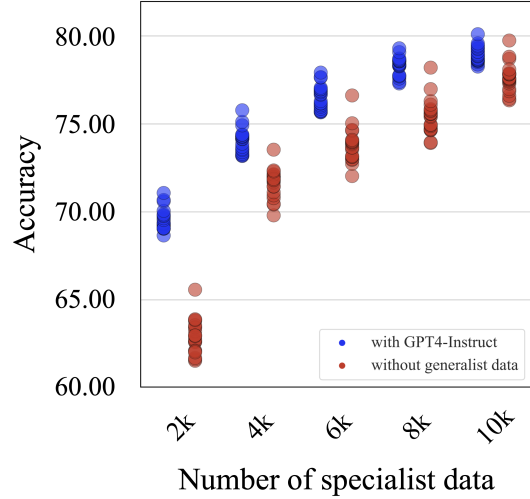 80.00
75.00
70.00
65.00
60.00
Accuracy
with GPT4-Instruct
without generalist data
2k
4k
6k
8k
10k
Number of specialist data